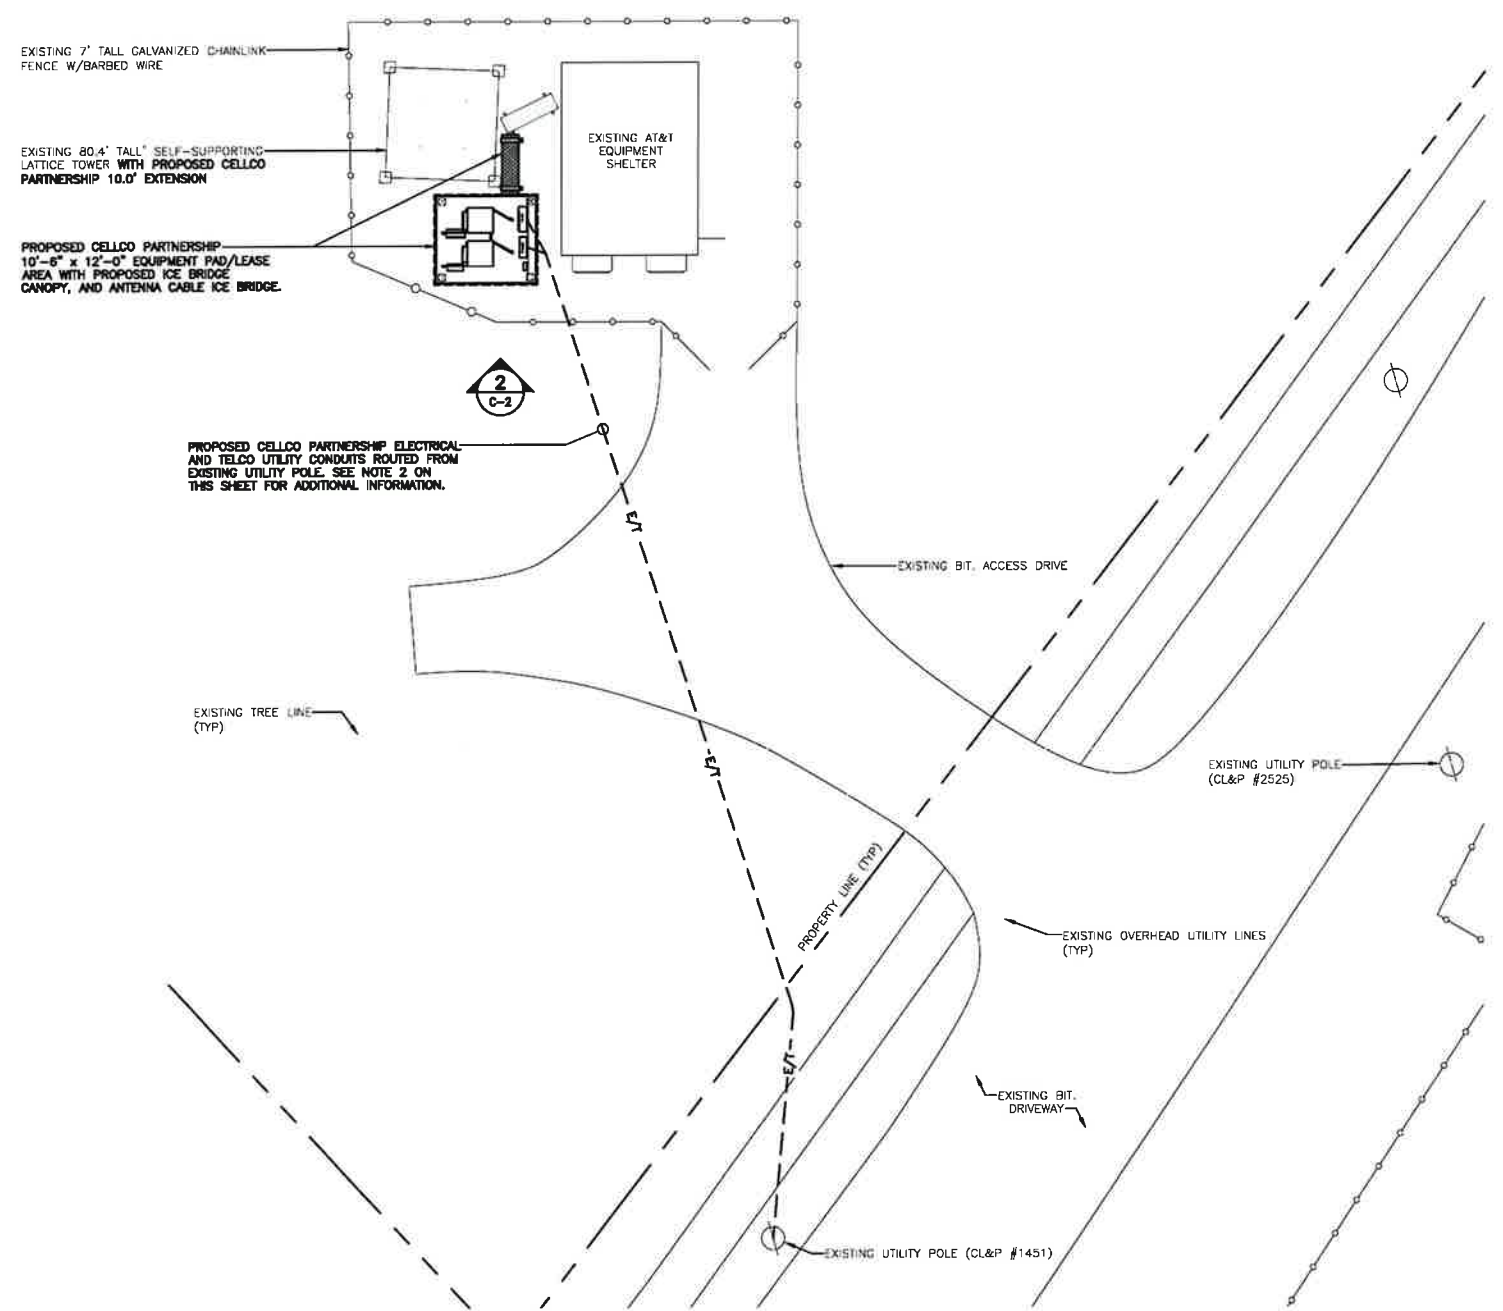 EXISTING 7' TALL GALVANIZED CHAINLINK
FENCE W/BARBED WIRE
EXISTING AT&T
EQUIPMENT
SHELTER
EXISTING 80.4' TALL SELF-SUPPORTING
LATTICE TOWER WITH PROPOSED CELLCO
PARTNERSHIP 10.0' EXTENSION
PROPOSED CELLCO PARTNERSHIP
10'-6" x 12'-0" EQUIPMENT PAD/LEASE
AREA WITH PROPOSED ICE BRIDGE
CANOPY, AND ANTENNA CABLE ICE BRIDGE.
2
C-2
PROPOSED CELLCO PARTNERSHIP ELECTRICAL
AND TELCO UTILITY CONDUITS ROUTED FROM
EXISTING UTILITY POLE. SEE NOTE 2 ON
THIS SHEET FOR ADDITIONAL INFORMATION.
E/T
EXISTING BIT. ACCESS DRIVE
EXISTING TREE LINE
(TYP)
E/T
EXISTING UTILITY POLE
(CL&P #2525)
PROPERTY LINE (TYP)
EXISTING OVERHEAD UTILITY LINES
(TYP)
E/T
EXISTING BIT.
DRIVEWAY
EXISTING UTILITY POLE (CL&P #1451)